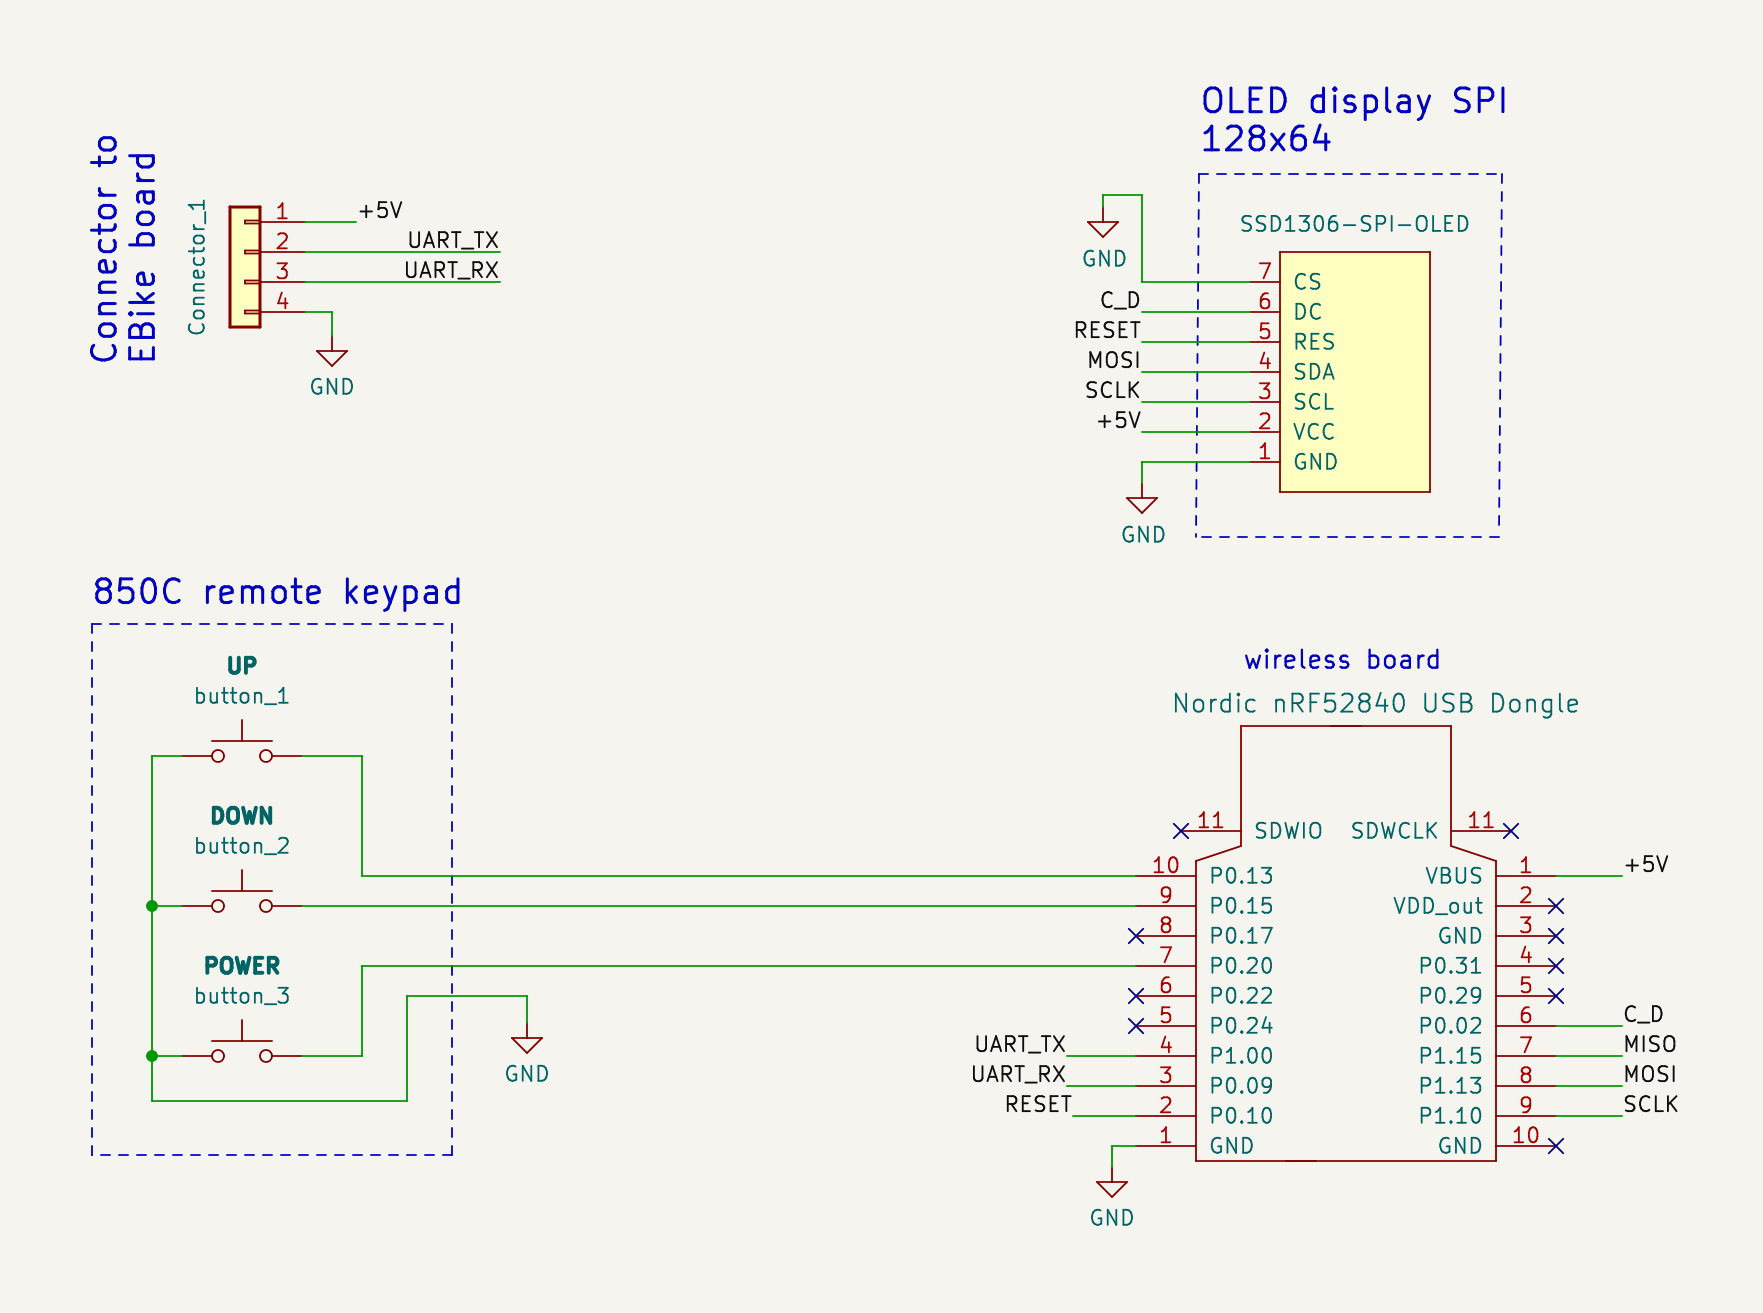 Connector to
EBike board
Connector_1
1
+5V
2
UART_TX
3
UART_RX
4
GND
OLED display SPI
128x64
SSD1306-SPI-OLED
GND
7
CS
C_D
6
DC
RESET
5
RES
MOSI
4
SDA
SCLK
3
SCL
+5V
2
VCC
1
GND
GND
850C remote keypad
UP
button_1
DOWN
button_2
POWER
button_3
GND
wireless board
Nordic nRF52840 USB Dongle
11
SDWIO
SDWCLK
11
10
P0.13
VBUS
1
+5V
9
P0.15
VDD_out
2
8
P0.17
GND
3
7
P0.20
P0.31
4
6
P0.22
P0.29
5
5
P0.24
P0.02
6
C_D
UART_TX
4
P1.00
P1.15
7
MISO
UART_RX
3
P0.09
P1.13
8
MOSI
RESET
2
P0.10
P1.10
9
SCLK
1
GND
GND
10
GND